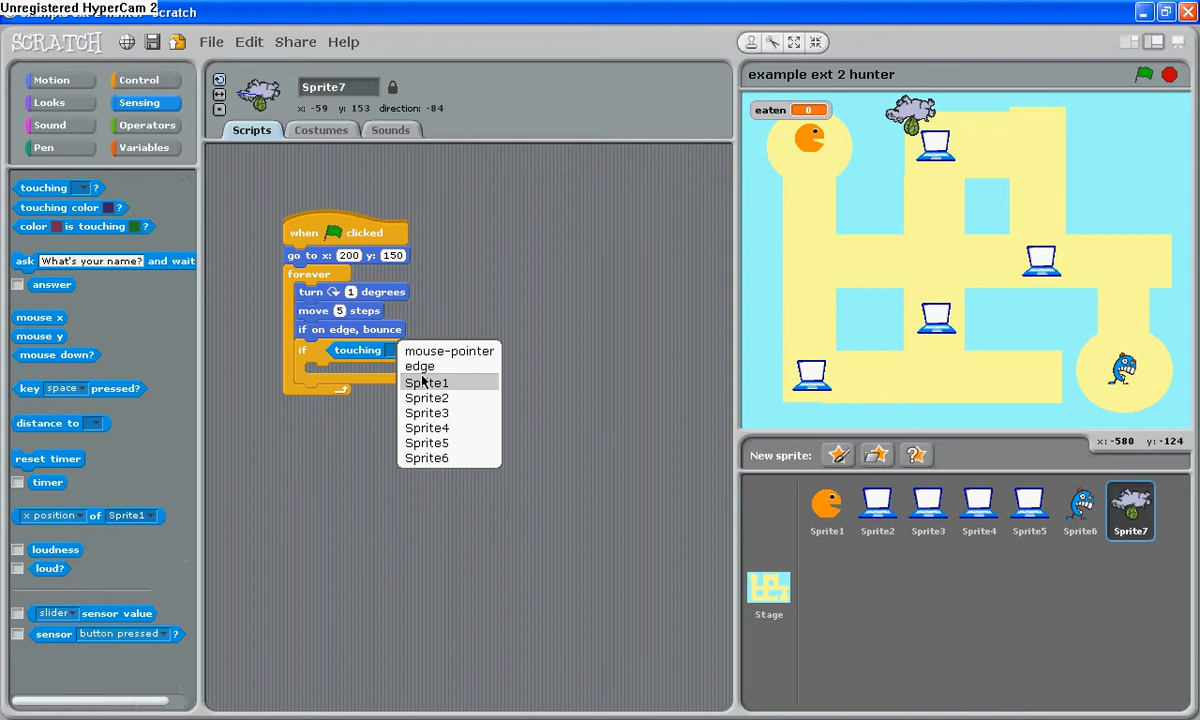 Unregistered HyperCam 2
scratch
SCRATCH
File Edit Share Help
Motion
Control
Looks
Sensing
Sound
Operators
Pen
Variables
touching ?
touching color ?
color is touching ?
ask What's your name? and wait
answer
mouse x
mouse y
mouse down?
key space pressed?
distance to
reset timer
timer
x position of Sprite1
loudness
loud?
slider sensor value
sensor button pressed ?
Sprite7
x: -59 y: 153 direction: -84
Scripts
Costumes
Sounds
when clicked
go to x: 200 y: 150
forever
turn 1 degrees
move 5 steps
if on edge, bounce
if touching
mouse-pointer
edge
Sprite1
Sprite2
Sprite3
Sprite4
Sprite5
Sprite6
example ext 2 hunter
eaten 0
x: -580 y: -124
New sprite:
Sprite1
Sprite2
Sprite3
Sprite4
Sprite5
Sprite6
Sprite7
Stage